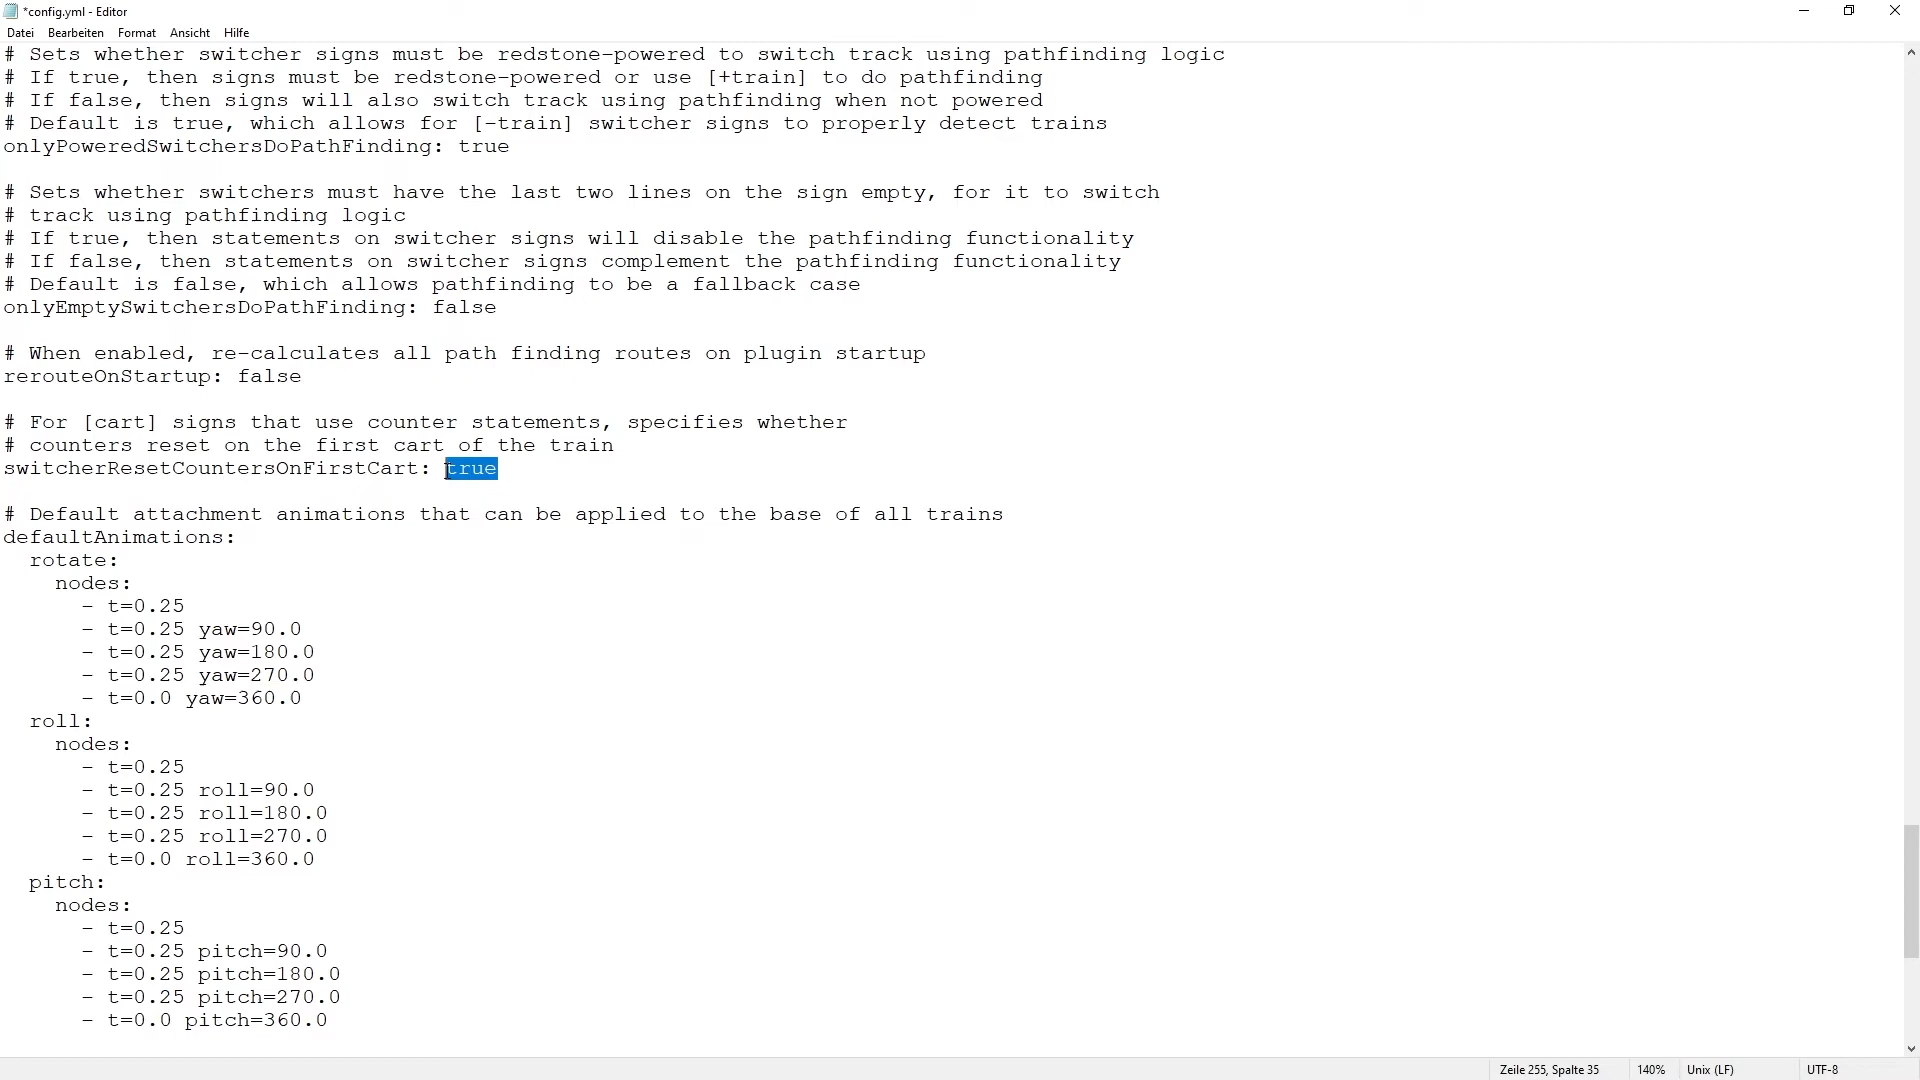 *config.yml - Editor
Datei Bearbeiten Format Ansicht Hilfe
# Sets whether switcher signs must be redstone-powered to switch track using pathfinding logic
# If true, then signs must be redstone-powered or use [+train] to do pathfinding
# If false, then signs will also switch track using pathfinding when not powered
# Default is true, which allows for [-train] switcher signs to properly detect trains
onlyPoweredSwitchersDoPathFinding: true
# Sets whether switchers must have the last two lines on the sign empty, for it to switch
# track using pathfinding logic
# If true, then statements on switcher signs will disable the pathfinding functionality
# If false, then statements on switcher signs complement the pathfinding functionality
# Default is false, which allows pathfinding to be a fallback case
onlyEmptySwitchersDoPathFinding: false
# When enabled, re-calculates all path finding routes on plugin startup
rerouteOnStartup: false
# For [cart] signs that use counter statements, specifies whether
# counters reset on the first cart of the train
switcherResetCountersOnFirstCart: true
# Default attachment animations that can be applied to the base of all trains
defaultAnimations:
rotate:
nodes:
- t=0.25
- t=0.25 yaw=90.0
- t=0.25 yaw=180.0
- t=0.25 yaw=270.0
- t=0.0 yaw=360.0
roll:
nodes:
- t=0.25
- t=0.25 roll=90.0
- t=0.25 roll=180.0
- t=0.25 roll=270.0
- t=0.0 roll=360.0
pitch:
nodes:
- t=0.25
- t=0.25 pitch=90.0
- t=0.25 pitch=180.0
- t=0.25 pitch=270.0
- t=0.0 pitch=360.0
Zeile 255, Spalte 35 140% Unix (LF) UTF-8